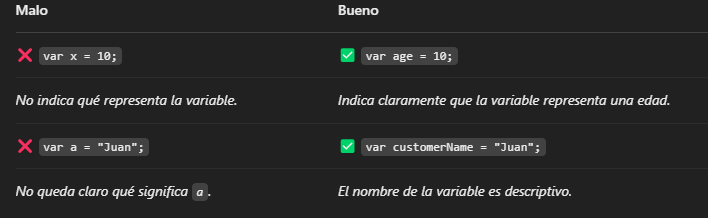 Malo Bueno
❌ var x = 10; ✅ var age = 10;
No indica qué representa la variable. Indica claramente que la variable representa una edad.
❌ var a = "Juan"; ✅ var customerName = "Juan";
No queda claro qué significa a. El nombre de la variable es descriptivo.